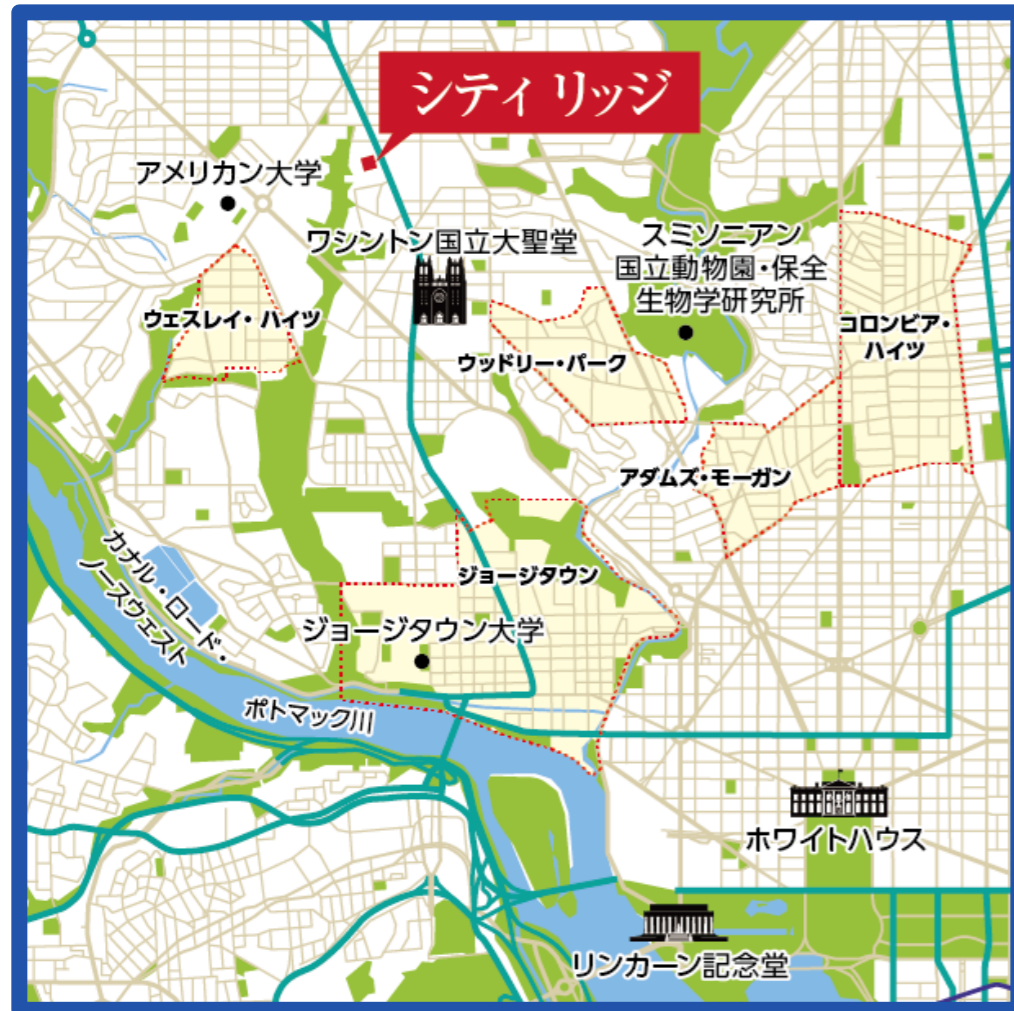 シティ リッジ
アメリカン大学
ワシントン国立大聖堂
スミソニアン
国立動物園・保全
生物学研究所
ウェスレイ・ハイツ
ウッドリー・パーク
コロンビア・
ハイツ
アダムズ・モーガン
カナル・ロード・
ノースウェスト
ジョージタウン
ジョージタウン大学
ポトマック川
ホワイトハウス
リンカーン記念堂